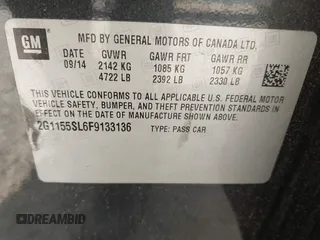 GM
MFD BY GENERAL MOTORS OF CANADA LTD.
09/14 GVWR GAWR FRT GAWR RR
2142 KG 1085 KG 1057 KG
4722 LB 2392 LB 2330 LB
THIS VEHICLE CONFORMS TO ALL APPLICABLE U.S. FEDERAL MOTOR
VEHICLE SAFETY, BUMPER, AND THEFT PREVENTION STANDARDS
IN EFFECT ON THE DATE OF MANUFACTURE SHOWN ABOVE.
2G1155SL6F9133136 TYPE: PASS CAR
DREAMBID